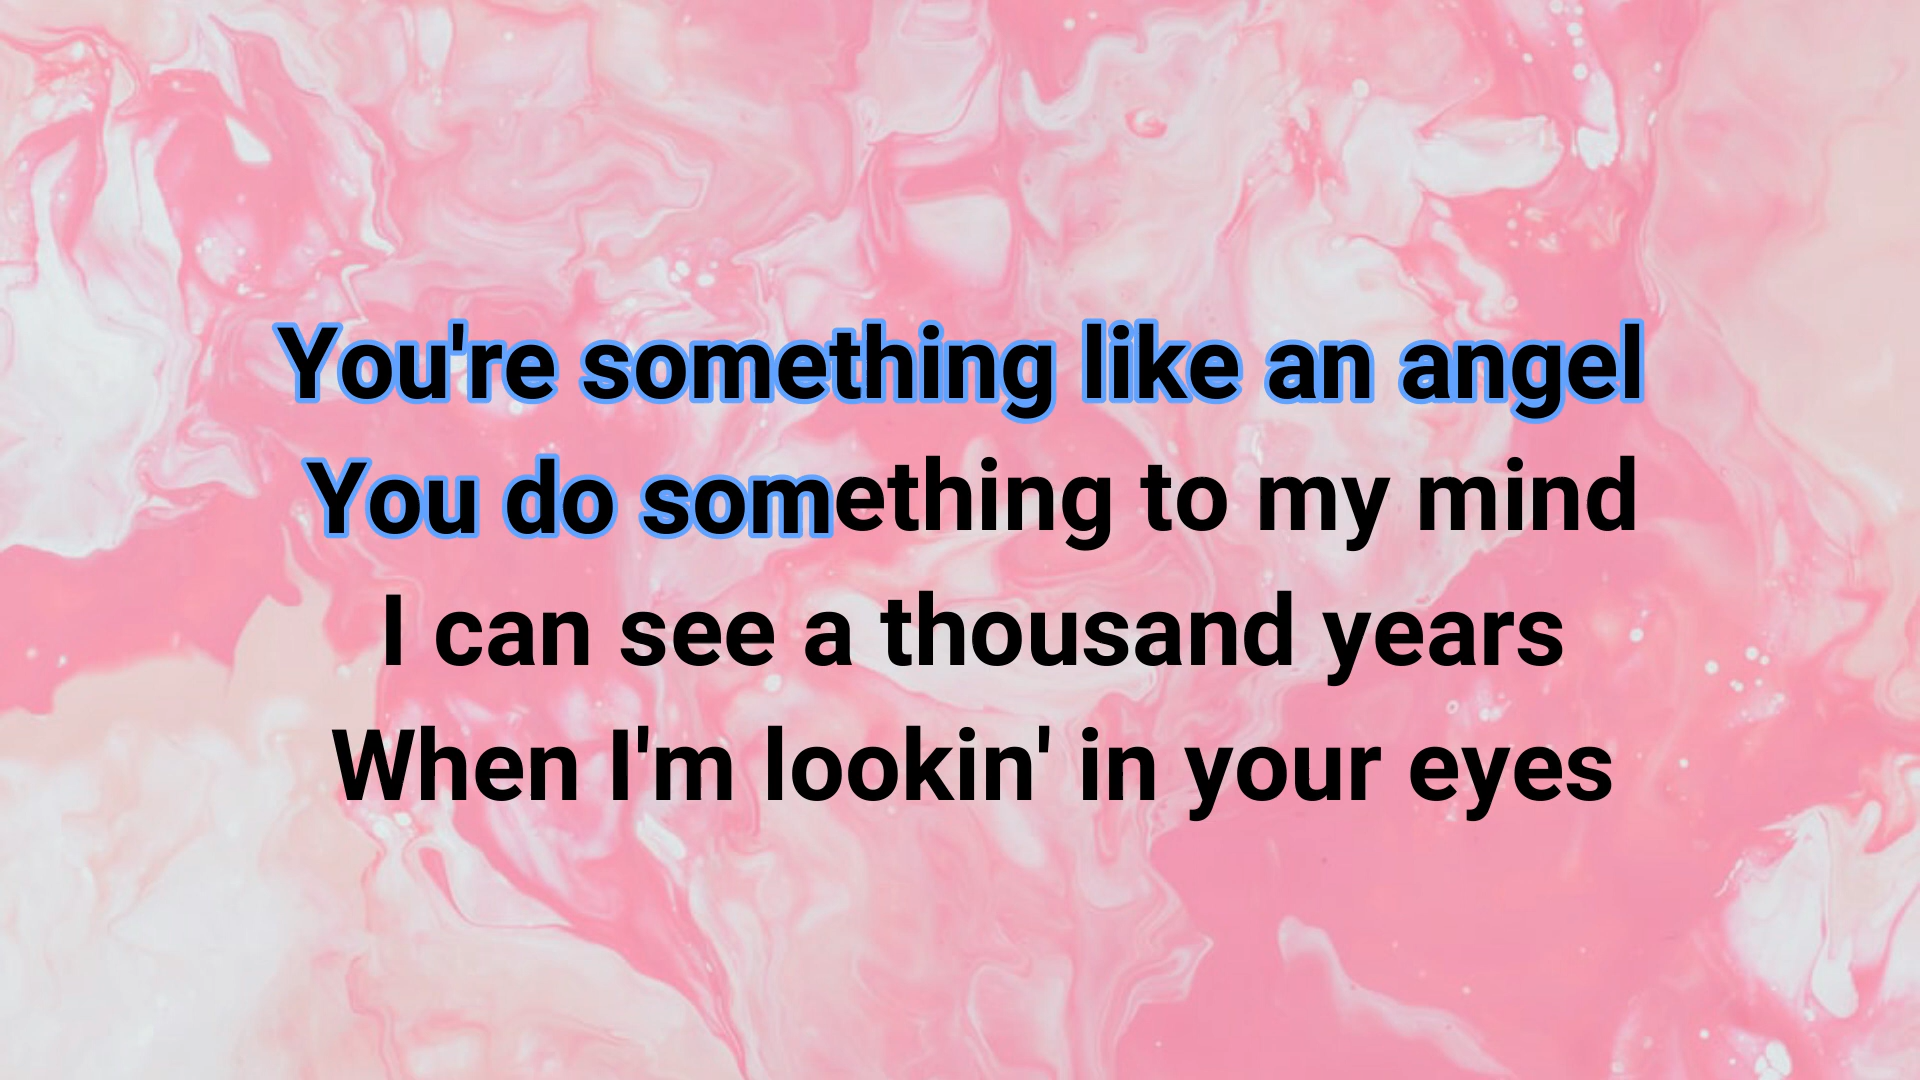 You're something like an angel
You do something to my mind
I can see a thousand years
When I'm lookin' in your eyes